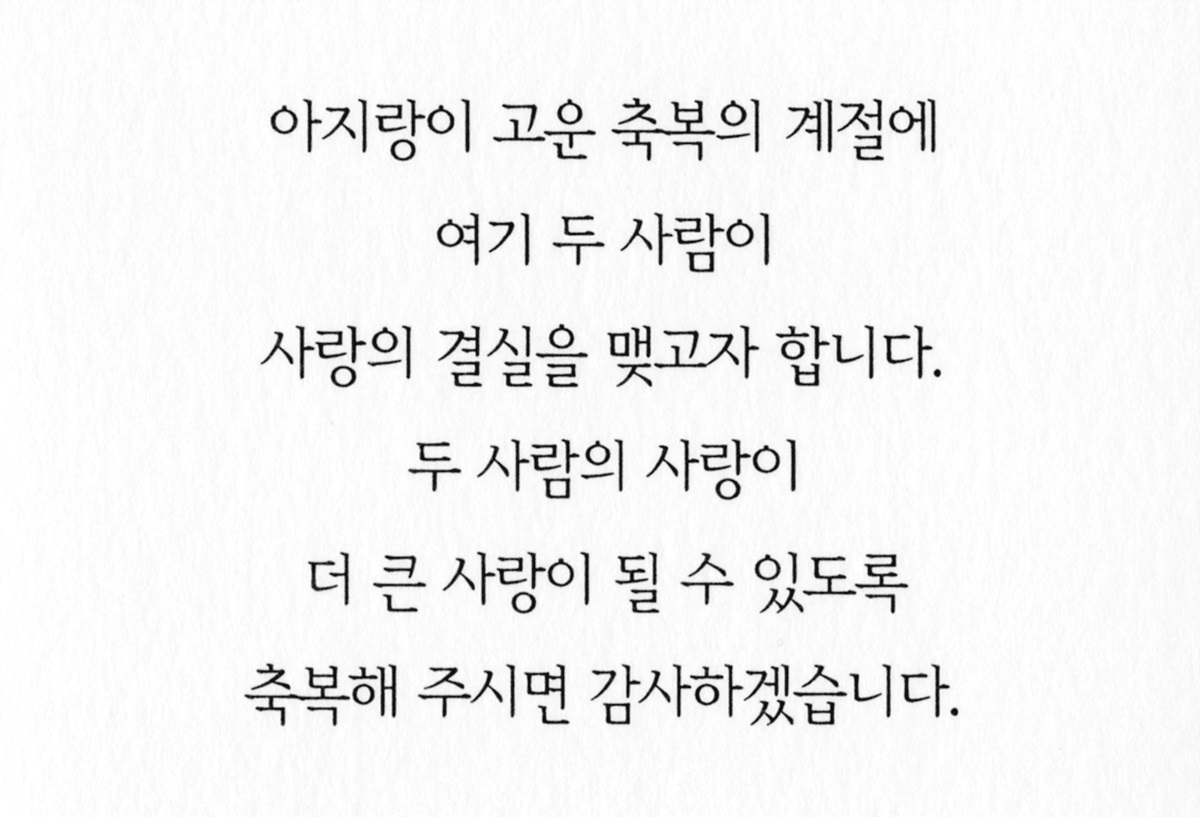 아지랑이 고운 축복의 계절에
여기 두 사람이
사랑의 결실을 맺고자 합니다.
두 사람의 사랑이
더 큰 사랑이 될 수 있도록
축복해 주시면 감사하겠습니다.